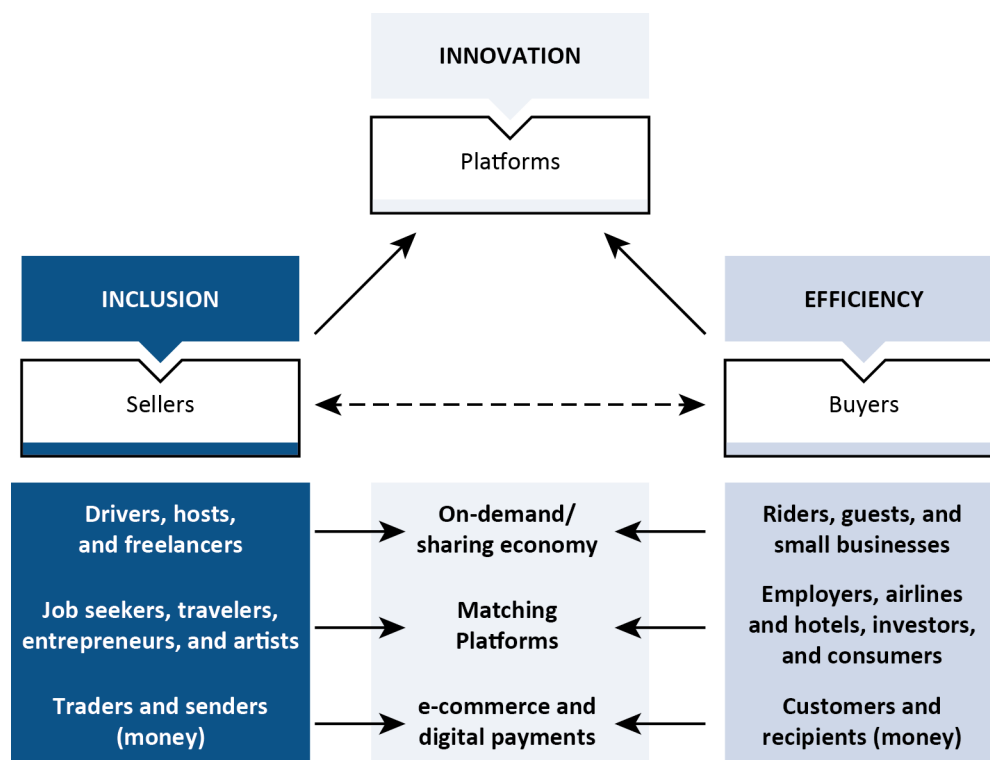 INNOVATION
Platforms
INCLUSION
EFFICIENCY
Sellers
Buyers
Drivers, hosts,
and freelancers
On-demand/
sharing economy
Riders, guests, and
small businesses
Job seekers, travelers,
entrepreneurs, and artists
Matching
Platforms
Employers, airlines
and hotels, investors,
and consumers
Traders and senders
(money)
e-commerce and
digital payments
Customers and
recipients (money)